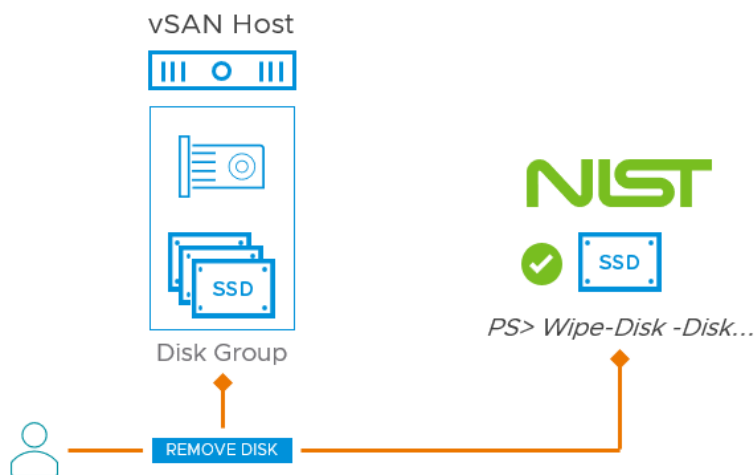 vSAN Host
SSD
Disk Group
NIST
SSD
PS> Wipe-Disk -Disk...
REMOVE DISK